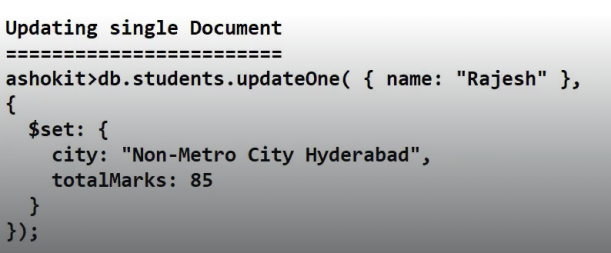 Updating single Document
========================
ashokit>db.students.updateOne( { name: "Rajesh" },
{
  $set: {
    city: "Non-Metro City Hyderabad",
    totalMarks: 85
  }
});